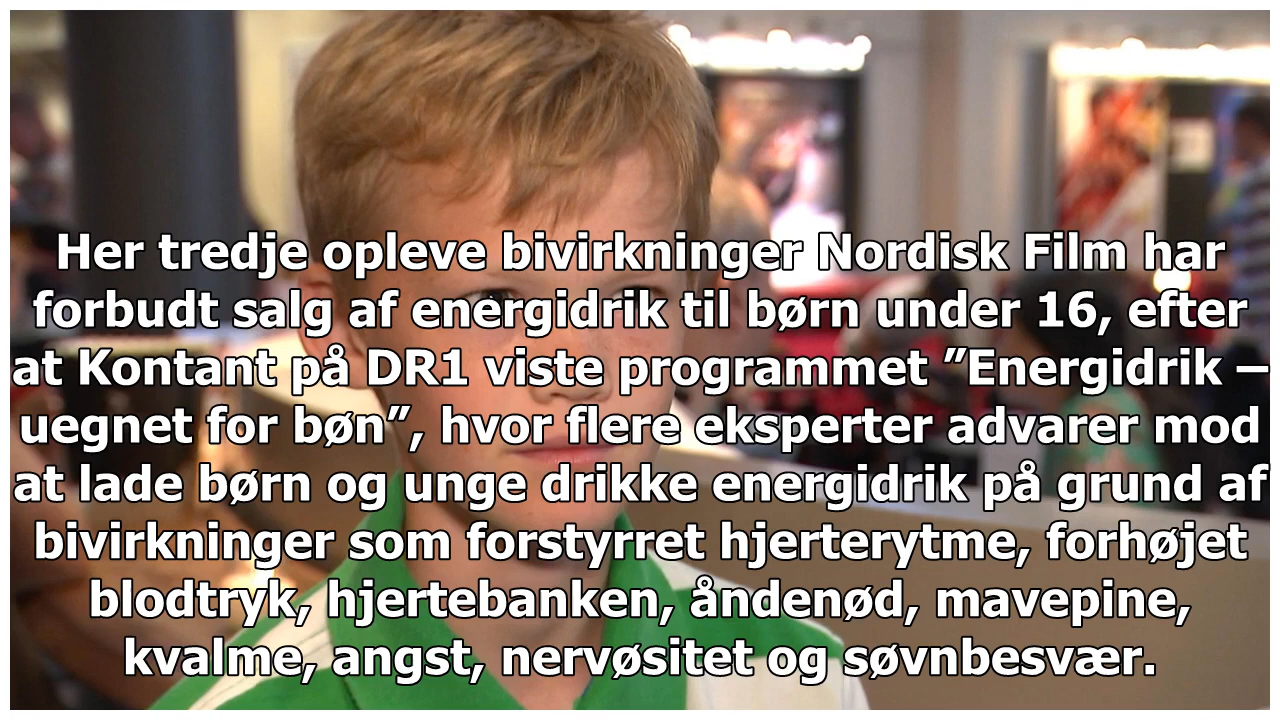 Her tredje opleve bivirkninger Nordisk Film har
forbudt salg af energidrik til børn under 16, efter
at Kontant på DR1 viste programmet ”Energidrik –
uegnet for bøn”, hvor flere eksperter advarer mod
at lade børn og unge drikke energidrik på grund af
bivirkninger som forstyrret hjerterytme, forhøjet
blodtryk, hjertebanken, åndenød, mavepine,
kvalme, angst, nervøsitet og søvnbesvær.